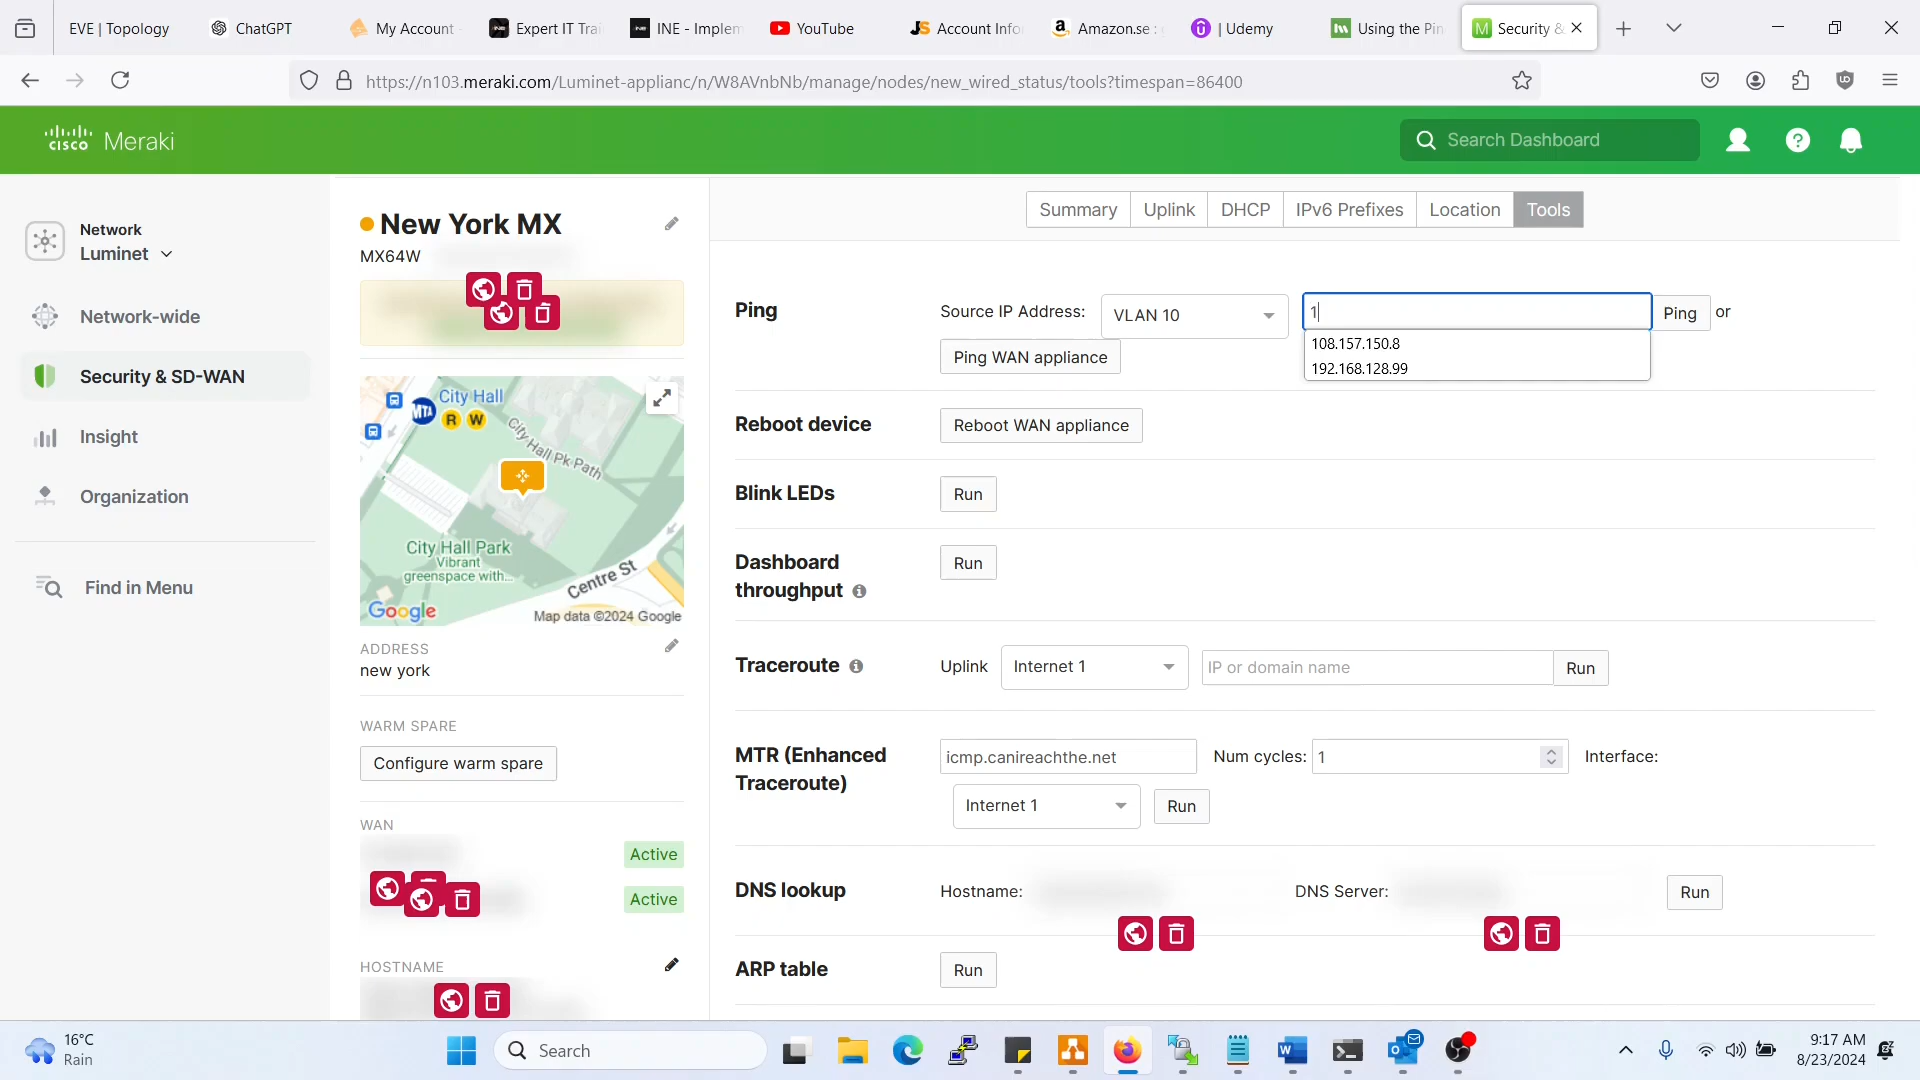 EVE | Topology
ChatGPT
My Account
Expert IT Trai
INE - Implem
YouTube
JS Account Info
Amazon.se :
| Udemy
Using the Pin
Security &
https://n103.meraki.com/Luminet-applianc/n/W8AVnbNb/manage/nodes/new_wired_status/tools?timespan=86400
cisco Meraki
Search Dashboard
Network
Luminet
Network-wide
Security & SD-WAN
Insight
Organization
Find in Menu
New York MX
MX64W
City Hall
MTA R W
City Hall Pk Path
City Hall Park
Vibrant
greenspace with...
Centre St
Google
Map data ©2024 Google
ADDRESS
new york
WARM SPARE
Configure warm spare
WAN
Active
Active
HOSTNAME
Summary Uplink DHCP IPv6 Prefixes Location Tools
Ping Source IP Address: VLAN 10 1 Ping or
108.157.150.8
192.168.128.99
Ping WAN appliance
Reboot device Reboot WAN appliance
Blink LEDs Run
Dashboard
throughput Run
Traceroute Uplink Internet 1 IP or domain name Run
MTR (Enhanced
Traceroute) icmp.canireachthe.net Num cycles: 1 Interface:
Internet 1 Run
DNS lookup Hostname: DNS Server: Run
ARP table Run
16°C
Rain
Search
9:17 AM
8/23/2024